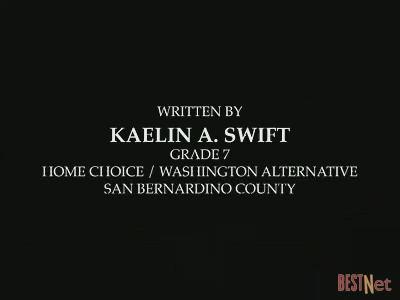 WRITTEN BY
KAELIN A. SWIFT
GRADE 7
HOME CHOICE / WASHINGTON ALTERNATIVE
SAN BERNARDINO COUNTY
BESTNet